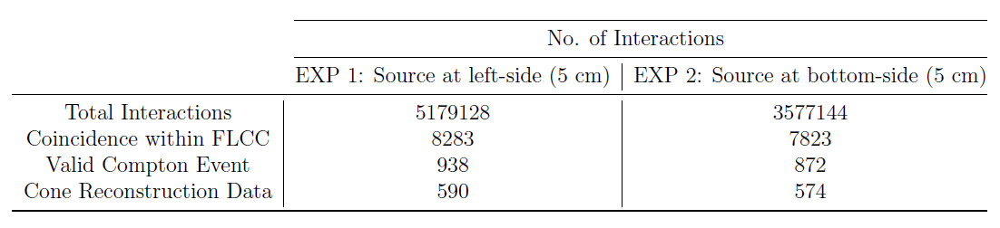 No. of Interactions
EXP 1: Source at left-side (5 cm) EXP 2: Source at bottom-side (5 cm)
Total Interactions 5179128 3577144
Coincidence within FLCC 8283 7823
Valid Compton Event 938 872
Cone Reconstruction Data 590 574